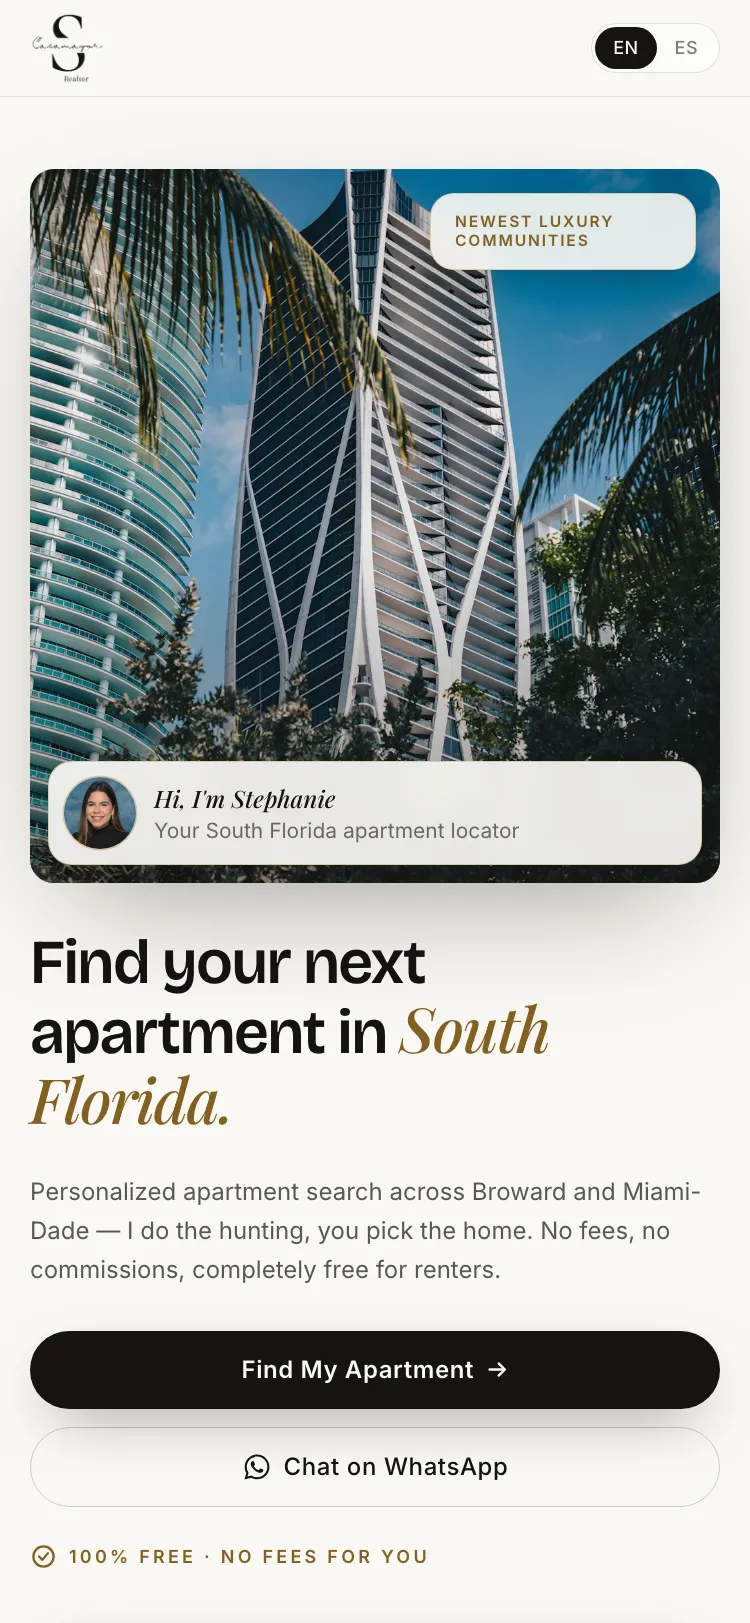 S
Casamayor
Realtor
EN ES
NEWEST LUXURY
COMMUNITIES
Hi, I'm Stephanie
Your South Florida apartment locator
Find your next
apartment in South
Florida.
Personalized apartment search across Broward and Miami-
Dade — I do the hunting, you pick the home. No fees, no
commissions, completely free for renters.
Find My Apartment →
Chat on WhatsApp
100% FREE · NO FEES FOR YOU